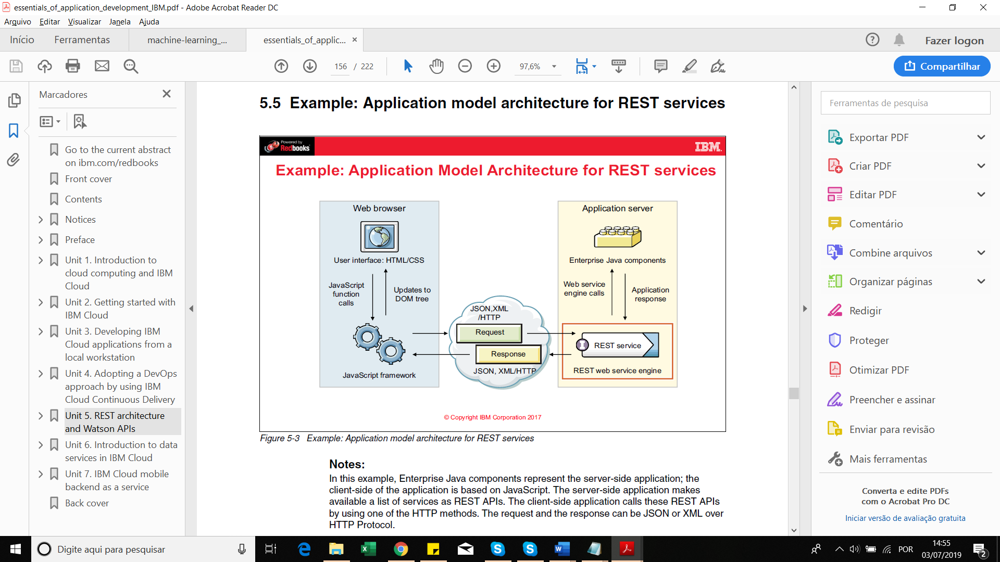 essentials_of_application_development_IBM.pdf - Adobe Acrobat Reader DC
Arquivo Editar Visualizar Janela Ajuda
Início Ferramentas machine-learning_... essentials_of_applic... × Fazer logon
156 / 222 97,6% Compartilhar
Marcadores
Go to the current abstract
on ibm.com/redbooks
Front cover
Contents
Notices
Preface
Unit 1. Introduction to
cloud computing and IBM
Cloud
Unit 2. Getting started with
IBM Cloud
Unit 3. Developing IBM
Cloud applications from a
local workstation
Unit 4. Adopting a DevOps
approach by using IBM
Cloud Continuous Delivery
Unit 5. REST architecture
and Watson APIs
Unit 6. Introduction to data
services in IBM Cloud
Unit 7. IBM Cloud mobile
backend as a service
Back cover
5.5 Example: Application model architecture for REST services
Powered by
Redbooks
IBM
Example: Application Model Architecture for REST services
Web browser
User interface: HTML/CSS
JavaScript
function
calls
Updates to
DOM tree
JavaScript framework
JSON,XML
/HTTP
Request
Response
JSON, XML/HTTP
Application server
Enterprise Java components
Web service
engine calls
Application
response
REST service
REST web service engine
© Copyright IBM Corporation 2017
Figure 5-3 Example: Application model architecture for REST services
Notes:
In this example, Enterprise Java components represent the server-side application; the
client-side of the application is based on JavaScript. The server-side application makes
available a list of services as REST APIs. The client-side application calls these REST APIs
by using one of the HTTP methods. The request and the response can be JSON or XML over
HTTP Protocol.
Ferramentas de pesquisa
Exportar PDF
Criar PDF
Editar PDF
Comentário
Combine arquivos
Organizar páginas
Redigir
Proteger
Otimizar PDF
Preencher e assinar
Enviar para revisão
Mais ferramentas
Converta e edite PDFs
com o Acrobat Pro DC
Iniciar versão de avaliação gratuita
Digite aqui para pesquisar
POR
14:55
03/07/2019
2